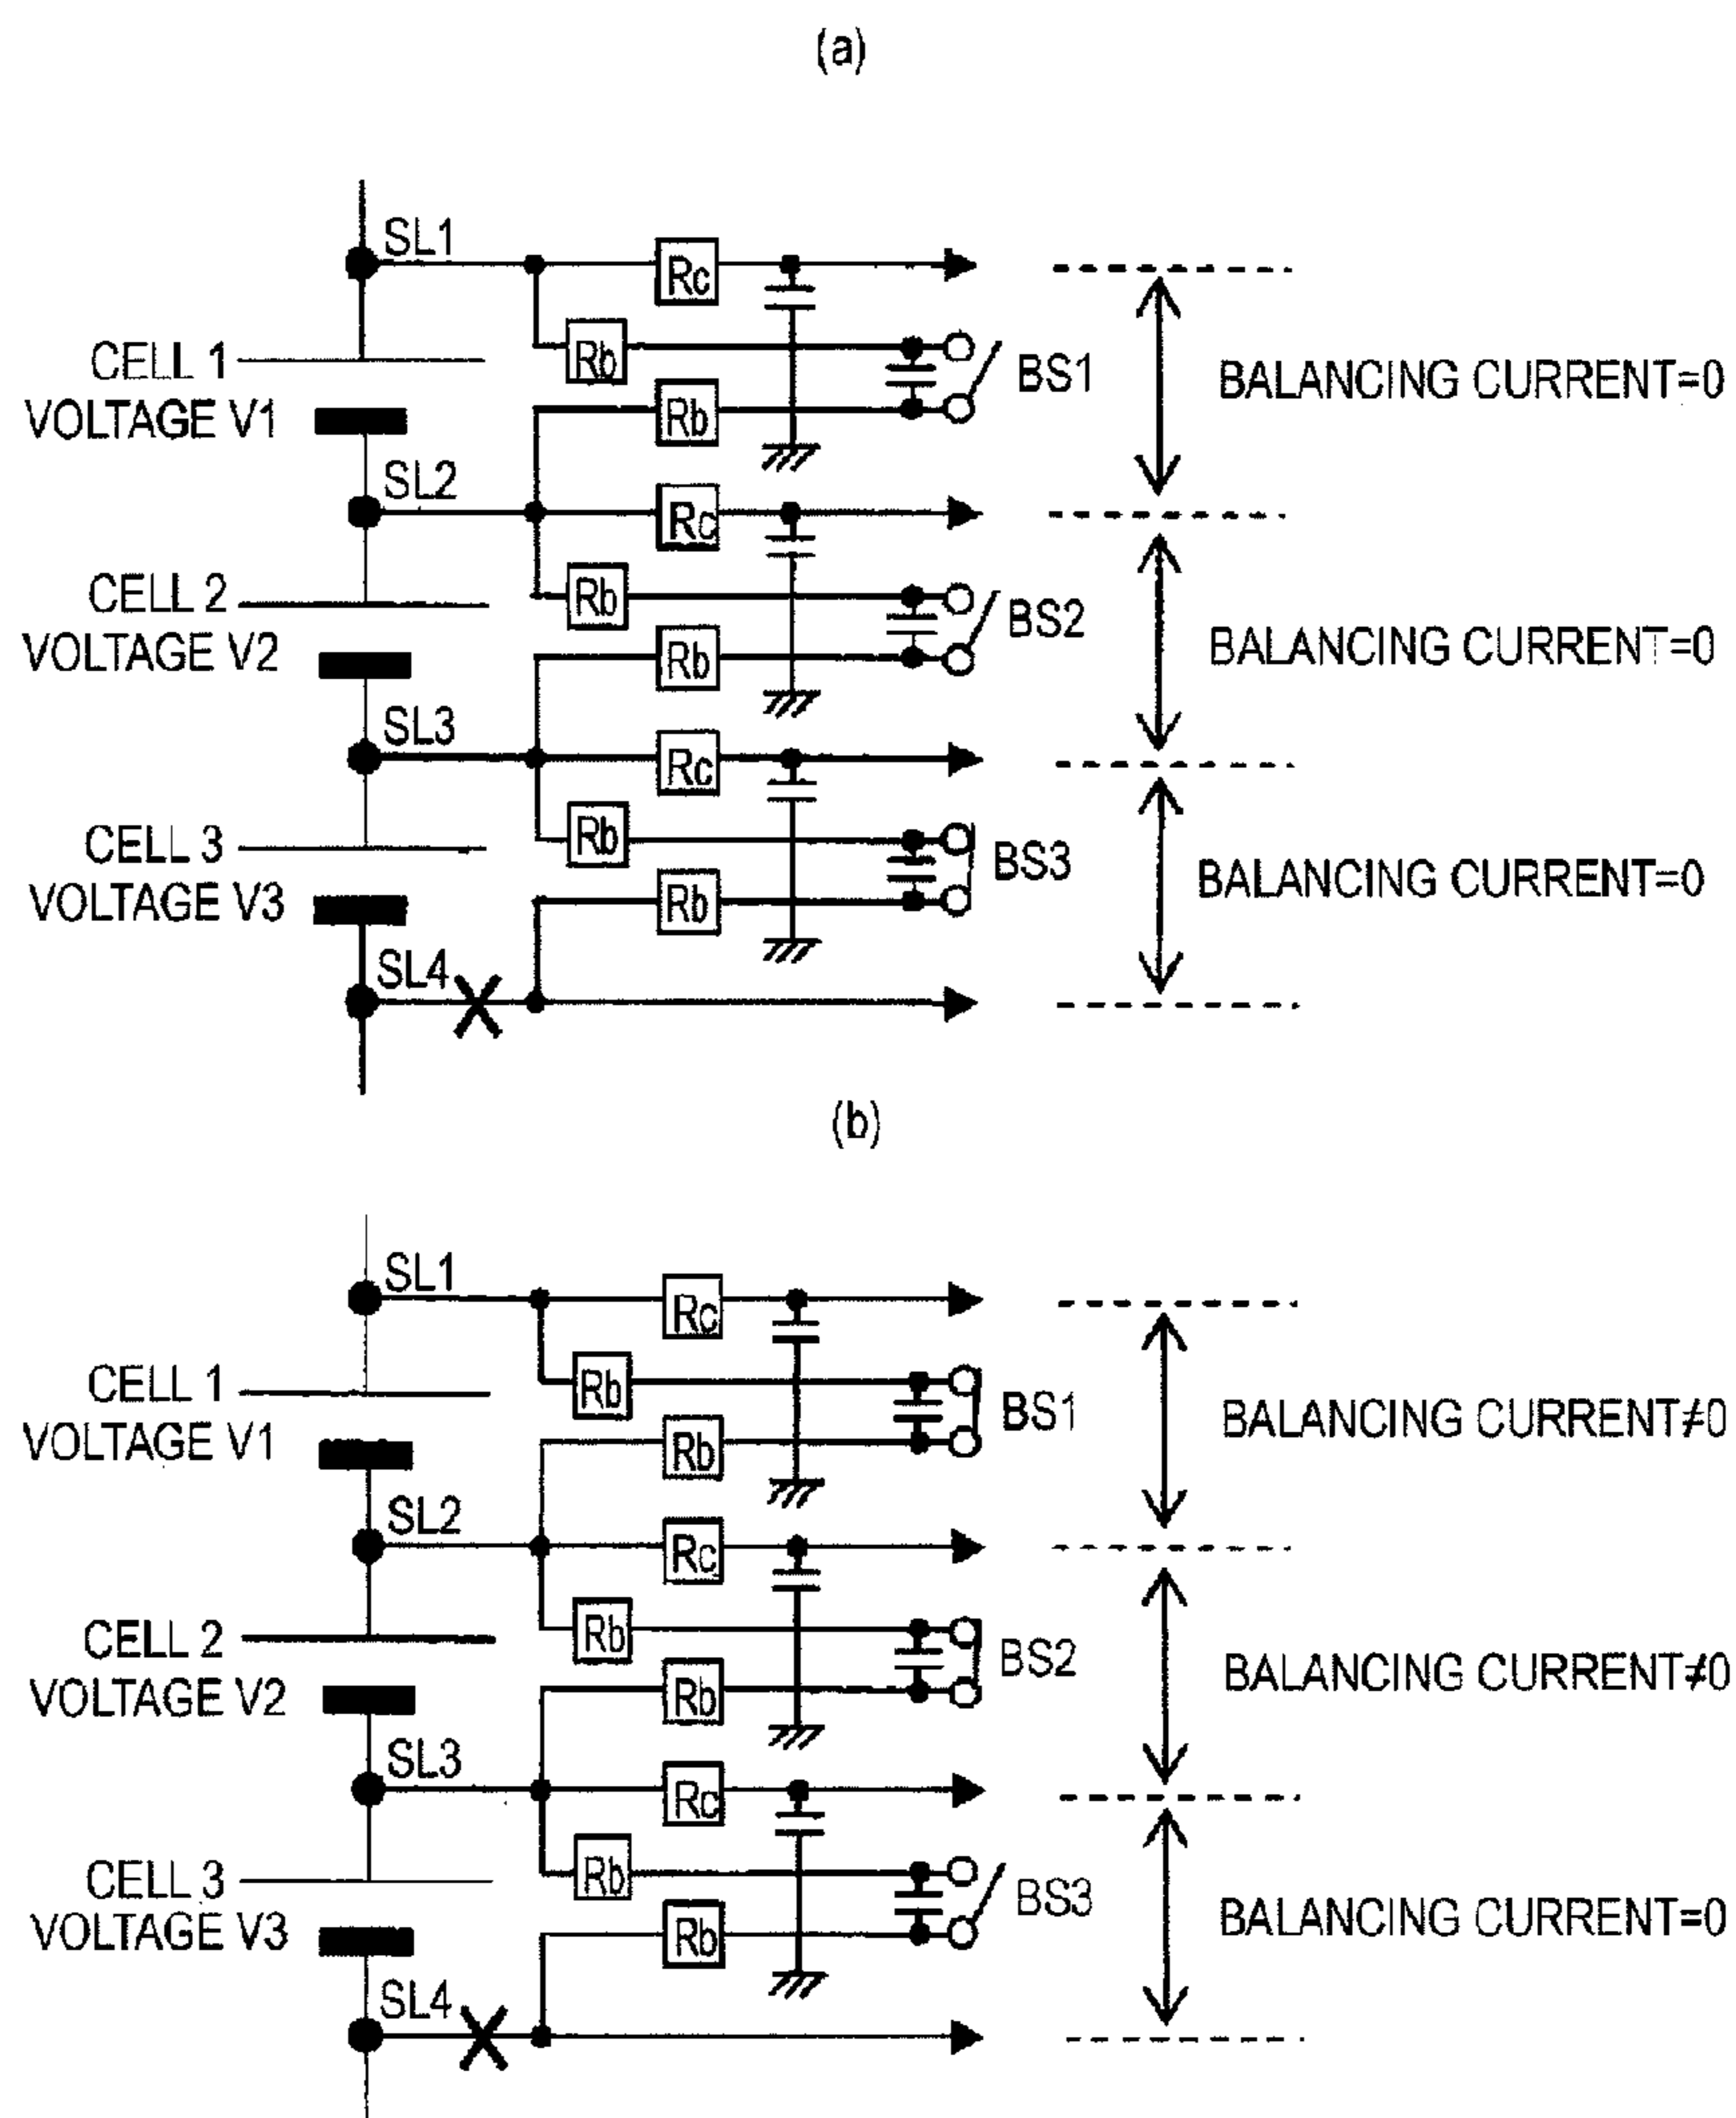 (a)
SL1
Rc
CELL 1
VOLTAGE V1
Rb
BS1
BALANCING CURRENT=0
Rb
SL2
Rc
CELL 2
VOLTAGE V2
Rb
BS2
BALANCING CURRENT=0
Rb
SL3
Rc
CELL 3
VOLTAGE V3
Rb
BS3
BALANCING CURRENT=0
Rb
SL4
(b)
SL1
Rc
CELL 1
VOLTAGE V1
Rb
BS1
BALANCING CURRENT≠0
Rb
SL2
Rc
CELL 2
VOLTAGE V2
Rb
BS2
BALANCING CURRENT≠0
Rb
SL3
Rc
CELL 3
VOLTAGE V3
Rb
BS3
BALANCING CURRENT=0
Rb
SL4